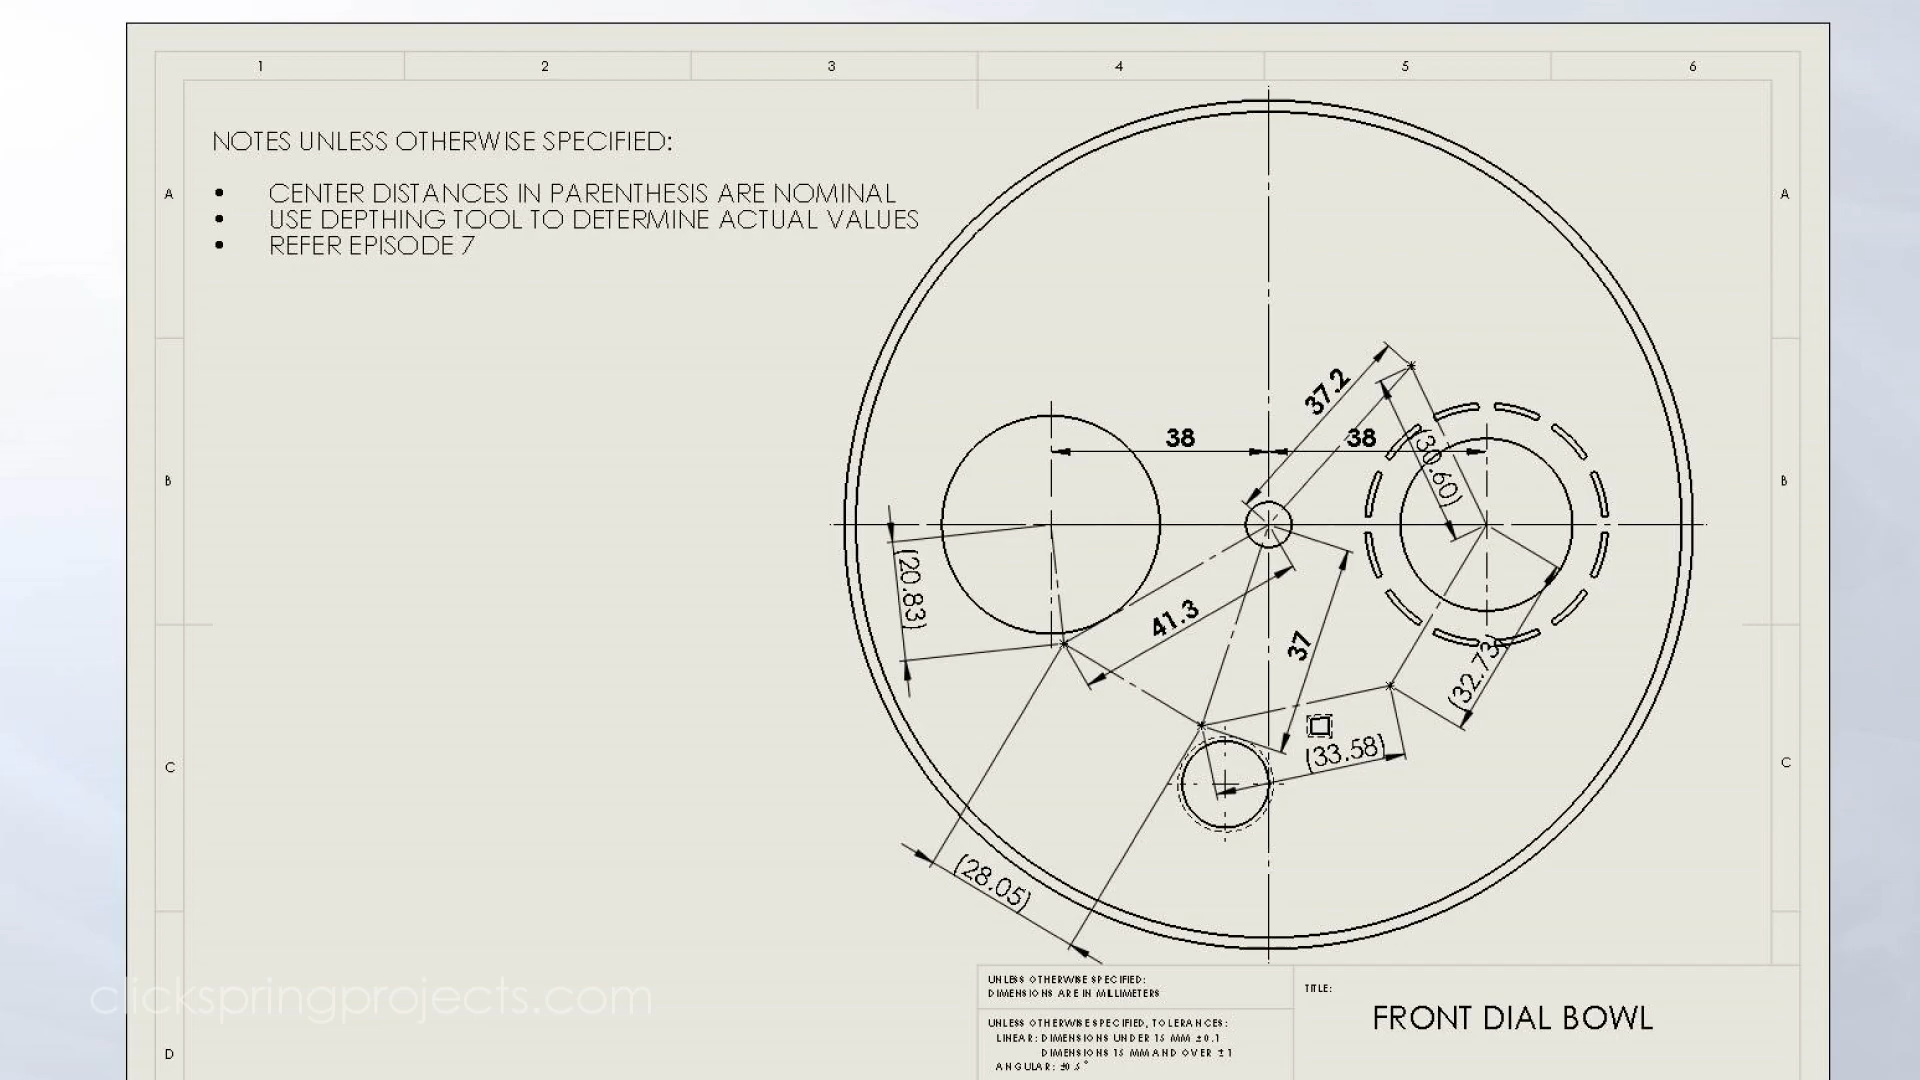 1 2 3 4 5 6
NOTES UNLESS OTHERWISE SPECIFIED:
• CENTER DISTANCES IN PARENTHESIS ARE NOMINAL
• USE DEPTHING TOOL TO DETERMINE ACTUAL VALUES
• REFER EPISODE 7
A A
B B
C C
D
37.2
38 38
(30.60)
(20.83)
41.3
37
(32.73)
(33.58)
(28.05)
UNLESS OTHERWISE SPECIFIED:
DIMENSIONS ARE IN MILLIMETERS
UNLESS OTHERWISE SPECIFIED, TOLERANCES:
LINEAR: DIMENSIONS UNDER 15 MM ±0.1
DIMENSIONS 15 MM AND OVER ±1
ANGULAR: ±0.5°
TITLE:
FRONT DIAL BOWL
clickspringprojects.com